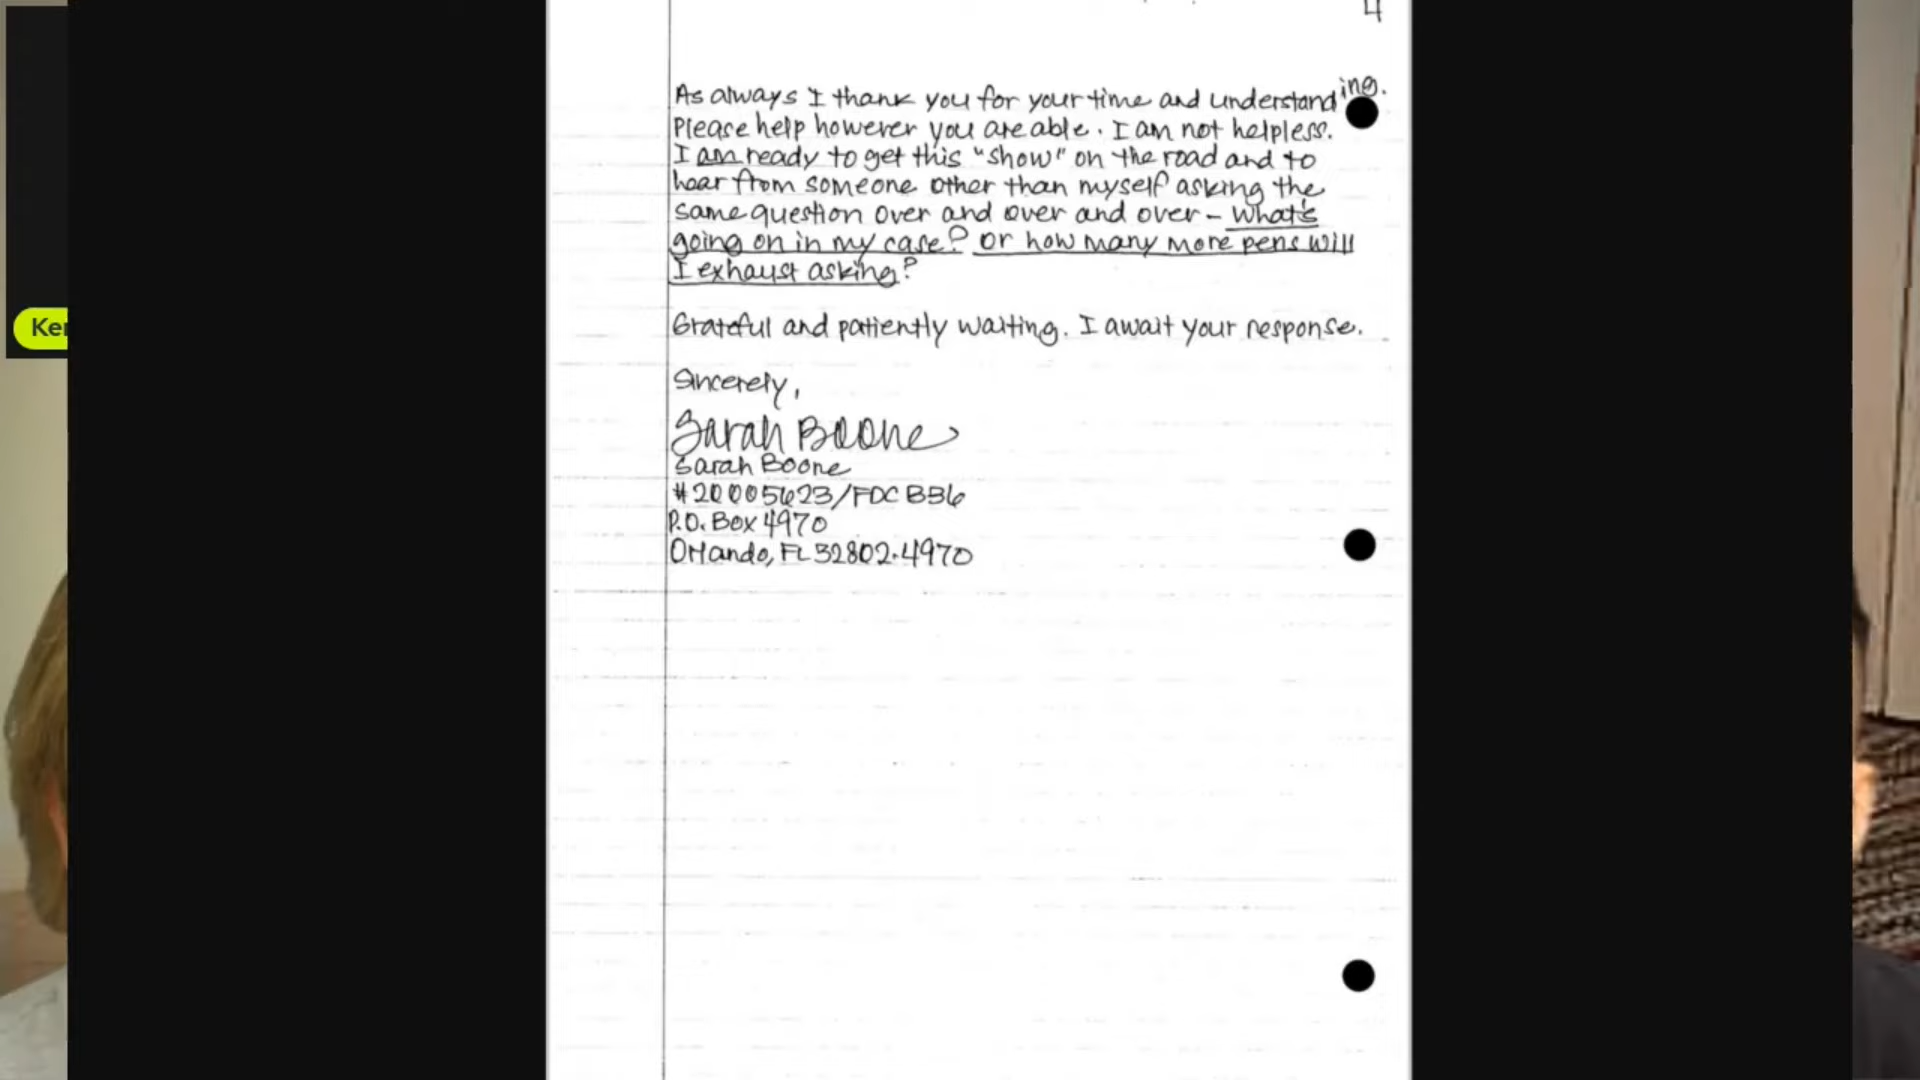 4
As always I thank you for your time and understanding.
Please help however you are able. I am not helpless.
I am ready to get this "show" on the road and to
hear from someone other than myself asking the
same question over and over and over - what's
going on in my case? Or how many more pens will
I exhaust asking?
Grateful and patiently waiting. I await your response.
Sincerely,
Sarah Boone
Sarah Boone
#20005623/FDC BB6
P.O. Box 4970
Orlando, FL 32802-4970
Ker